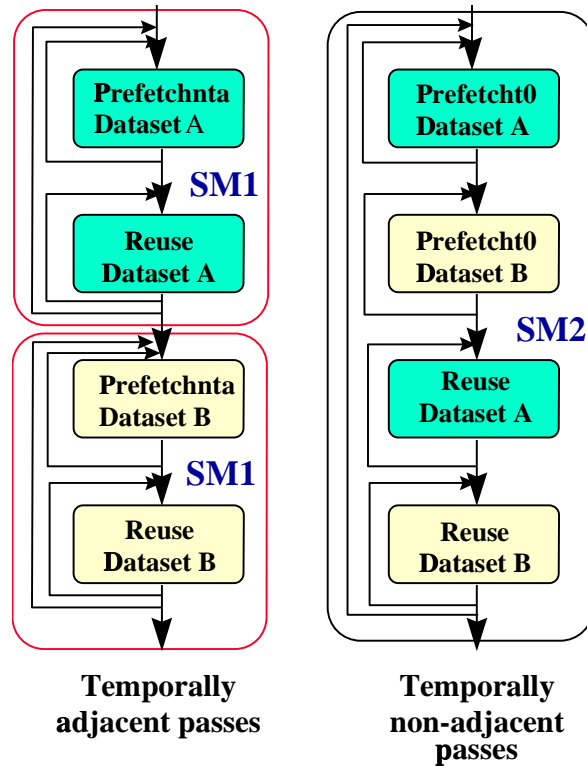 Prefetchnta
Dataset A
SM1
Reuse
Dataset A
Prefetchnta
Dataset B
SM1
Reuse
Dataset B
Temporally
adjacent passes
Prefetcht0
Dataset A
Prefetcht0
Dataset B
SM2
Reuse
Dataset A
Reuse
Dataset B
Temporally
non-adjacent
passes